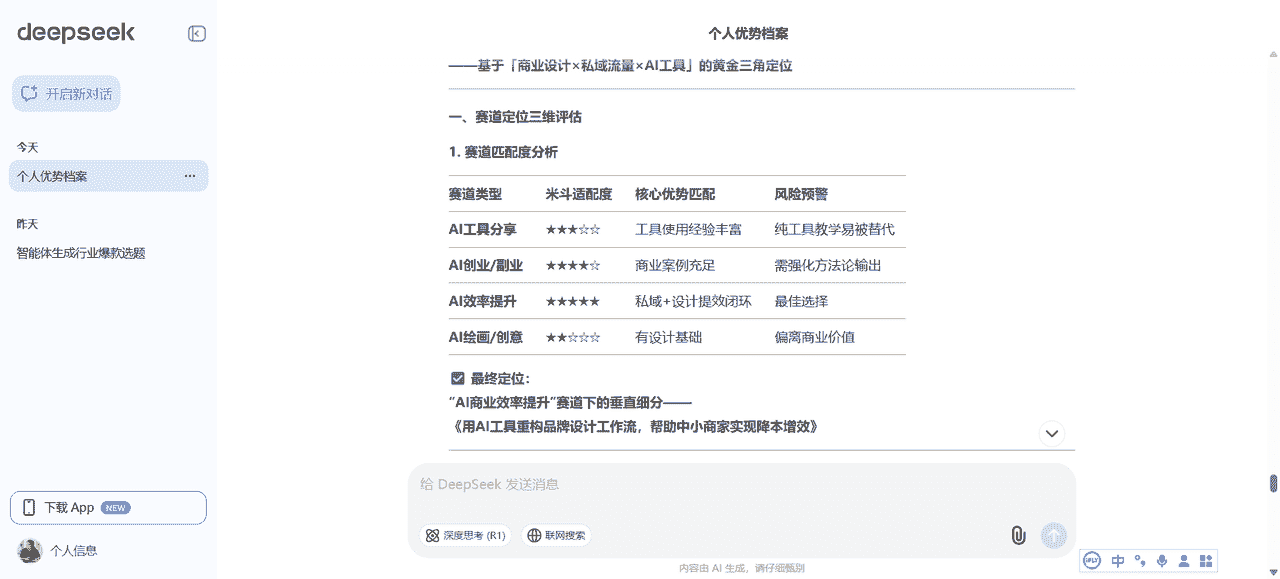 deepseek
开启新对话
今天
个人优势档案
昨天
智能体生成行业爆款选题
下载 App NEW
个人信息
个人优势档案
——基于「商业设计×私域流量×AI工具」的黄金三角定位
一、赛道定位三维评估
1. 赛道匹配度分析
赛道类型 米斗适配度 核心优势匹配 风险预警
AI工具分享 ★★★☆☆ 工具使用经验丰富 纯工具教学易被替代
AI创业/副业 ★★★★☆ 商业案例充足 需强化方法论输出
AI效率提升 ★★★★★ 私域+设计提效闭环 最佳选择
AI绘画/创意 ★★☆☆☆ 有设计基础 偏离商业价值
最终定位：
“AI商业效率提升”赛道下的垂直细分——
《用AI工具重构品牌设计工作流，帮助中小商家实现降本增效》
给 DeepSeek 发送消息
深度思考 (R1) 联网搜索
内容由 AI 生成，请仔细甄别
iFLY 中